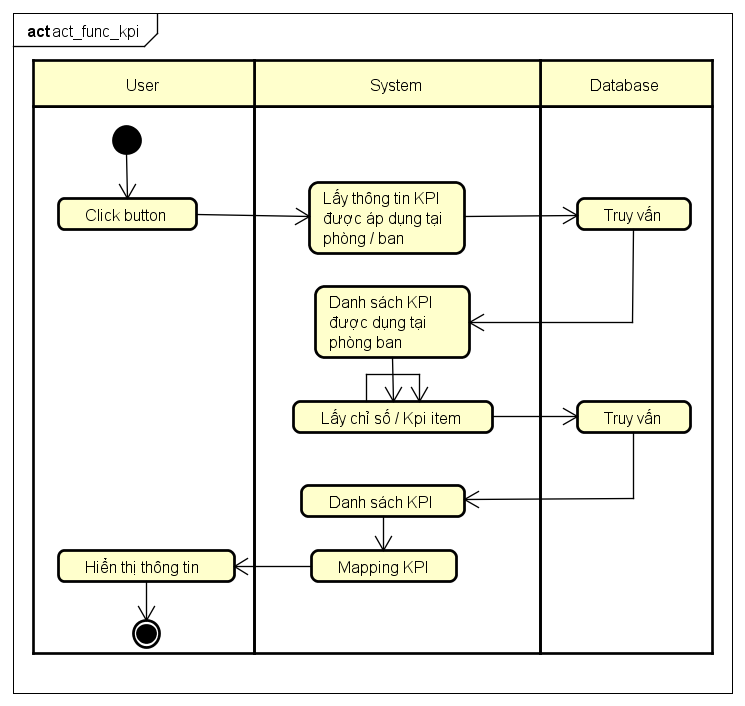 act act_func_kpi
User
System
Database
Click button
Lấy thông tin KPI
được áp dụng tại
phòng / ban
Truy vấn
Danh sách KPI
được dụng tại
phòng ban
Lấy chỉ số / Kpi item
Truy vấn
Danh sách KPI
Hiển thị thông tin
Mapping KPI